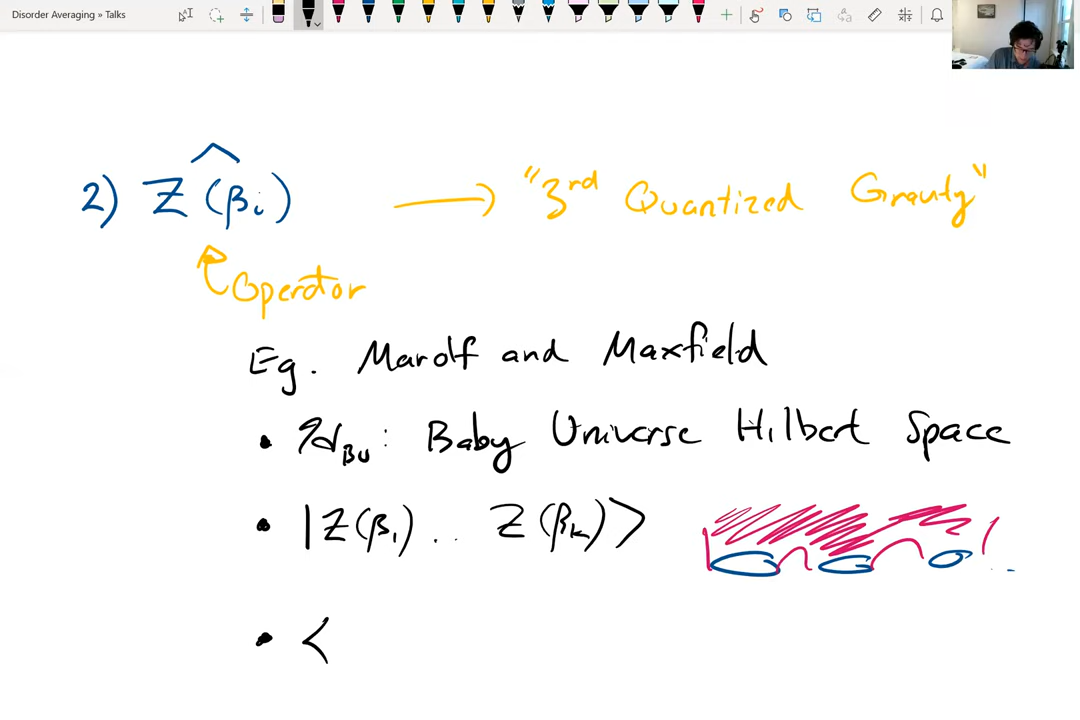 Disorder Averaging » Talks
2) Z(β̂ᵢ) → "3rd Quantized Gravity"
Operator
Eg. Marolf and Maxfield
• ℋ_BU : Baby Universe Hilbert Space
• |Z(β₁) .. Z(βₖ)>
• <